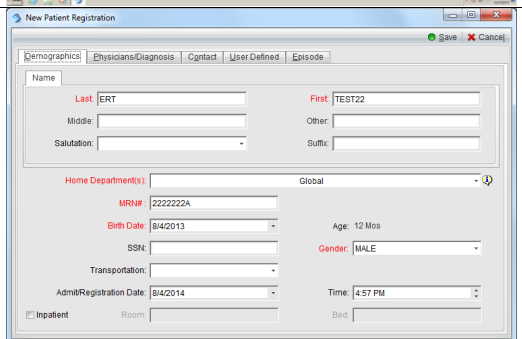 New Patient Registration
Save Cancel
Demographics Physicians/Diagnosis Contact User Defined Episode
Name
Last: ERT First: TEST22
Middle: Other:
Salutation: Suffix:
Home Department(s): Global
MRN# : 2222222A
Birth Date: 8/4/2013 Age: 12 Mos
SSN: Gender: MALE
Transportation:
Admit/Registration Date: 8/4/2014 Time: 4:57 PM
Inpatient Room: Bed: